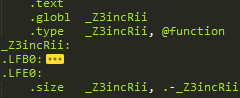 .text
.globl _Z3incRii
.type _Z3incRii, @function
_Z3incRii:
.LFB0:
.LFE0:
.size _Z3incRii, .-_Z3incRii